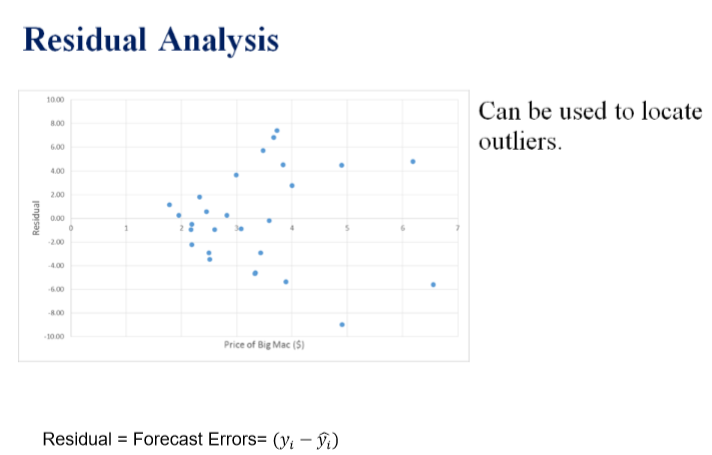 Residual Analysis
Can be used to locate
outliers.
10.00
8.00
6.00
4.00
2.00
0.00
-2.00
-4.00
-6.00
-8.00
-10.00
Residual
0 1 2 3 4 5 6 7
Price of Big Mac ($)
Residual = Forecast Errors= (yᵢ − ŷᵢ)